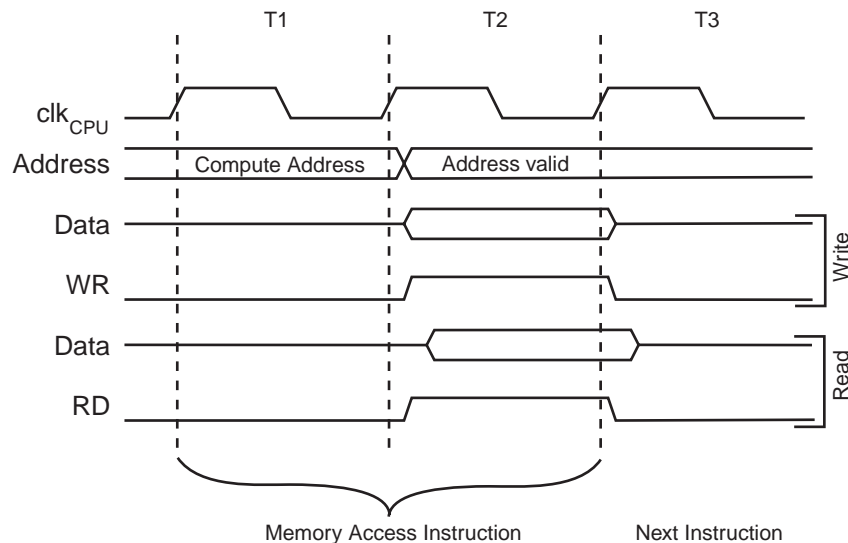 T1 T2 T3
clkCPU
Address Compute Address Address valid
Data
WR
Write
Data
RD
Read
Memory Access Instruction Next Instruction